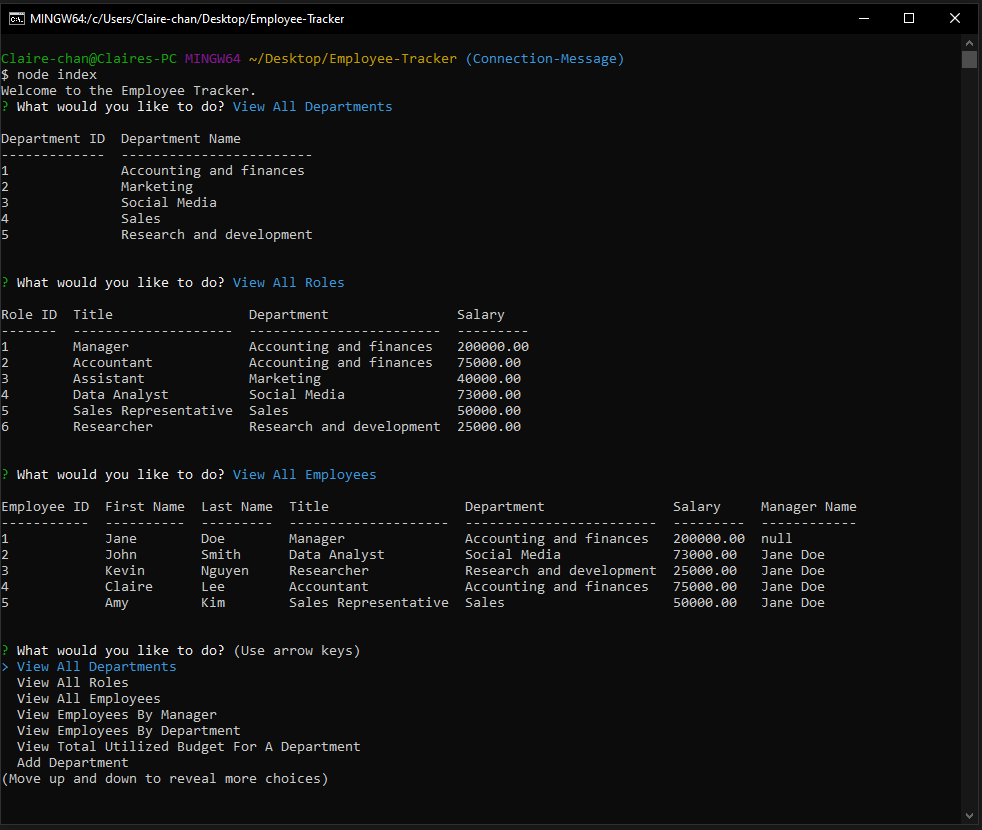 MINGW64:/c/Users/Claire-chan/Desktop/Employee-Tracker
Claire-chan@Claires-PC MINGW64 ~/Desktop/Employee-Tracker (Connection-Message)
$ node index
Welcome to the Employee Tracker.
? What would you like to do? View All Departments
Department ID  Department Name
-------------  ------------------------
1              Accounting and finances
2              Marketing
3              Social Media
4              Sales
5              Research and development
? What would you like to do? View All Roles
Role ID  Title                 Department                Salary
-------  --------------------  ------------------------  ---------
1        Manager               Accounting and finances   200000.00
2        Accountant            Accounting and finances   75000.00
3        Assistant             Marketing                 40000.00
4        Data Analyst          Social Media              73000.00
5        Sales Representative  Sales                     50000.00
6        Researcher            Research and development  25000.00
? What would you like to do? View All Employees
Employee ID  First Name  Last Name  Title                 Department                Salary     Manager Name
-----------  ----------  ---------  --------------------  ------------------------  ---------  ------------
1            Jane        Doe        Manager               Accounting and finances   200000.00  null
2            John        Smith      Data Analyst          Social Media              73000.00   Jane Doe
3            Kevin       Nguyen     Researcher            Research and development  25000.00   Jane Doe
4            Claire      Lee        Accountant            Accounting and finances   75000.00   Jane Doe
5            Amy         Kim        Sales Representative  Sales                     50000.00   Jane Doe
? What would you like to do? (Use arrow keys)
> View All Departments
  View All Roles
  View All Employees
  View Employees By Manager
  View Employees By Department
  View Total Utilized Budget For A Department
  Add Department
(Move up and down to reveal more choices)